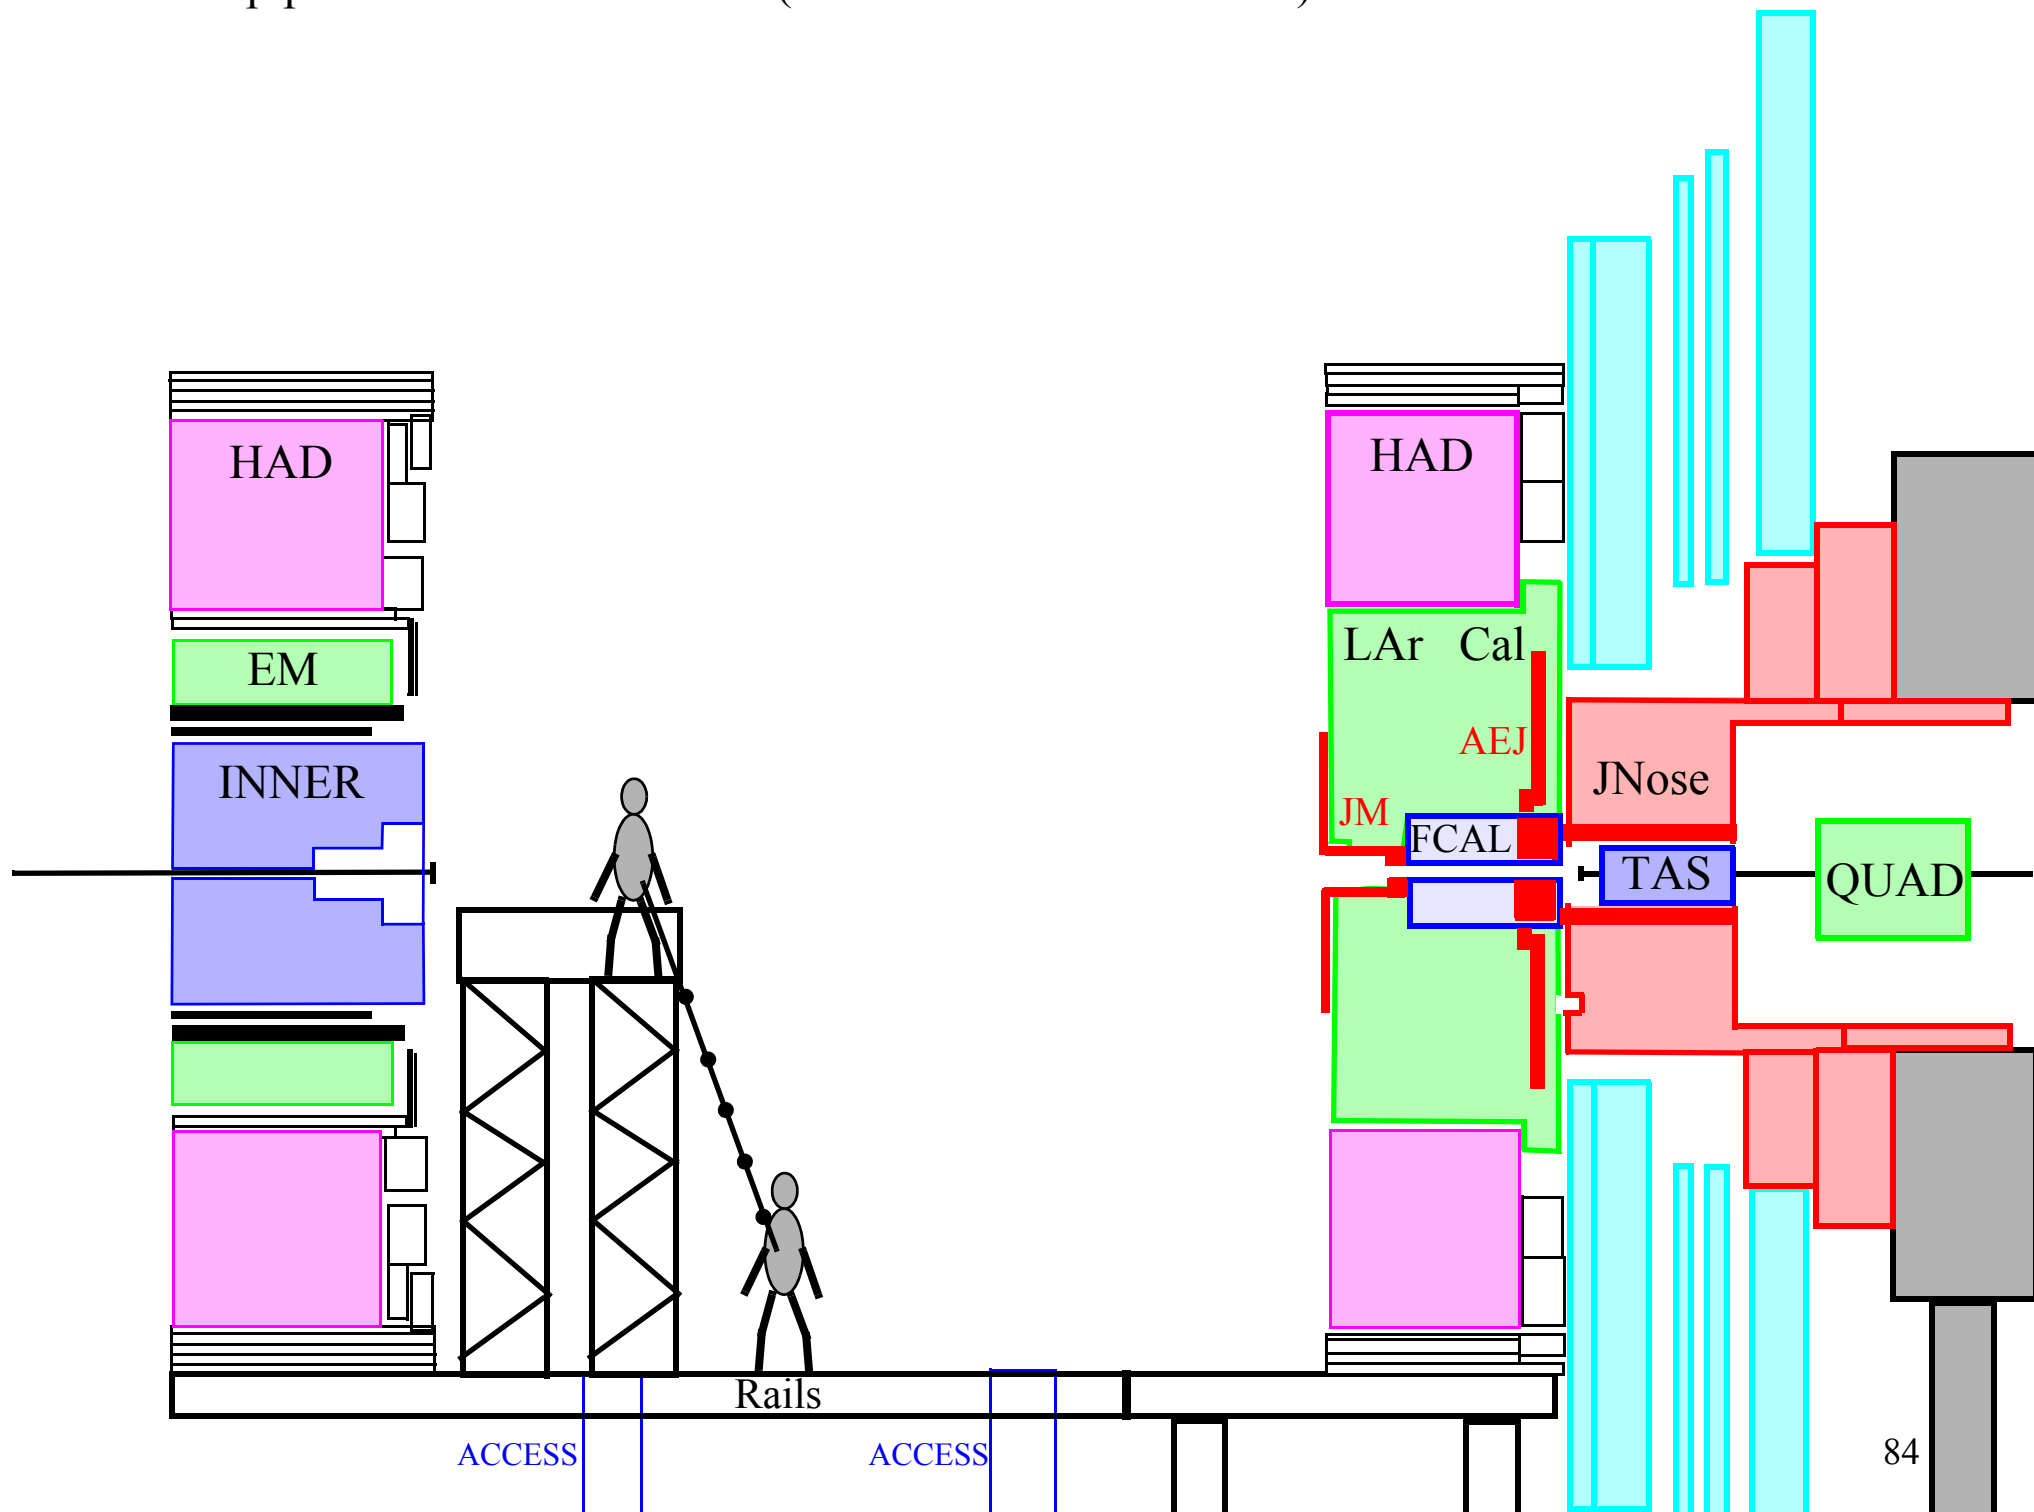 HAD
HAD
LAr Cal
EM
AEJ
INNER
JNose
JM
FCAL
TAS
QUAD
Rails
ACCESS
ACCESS
84